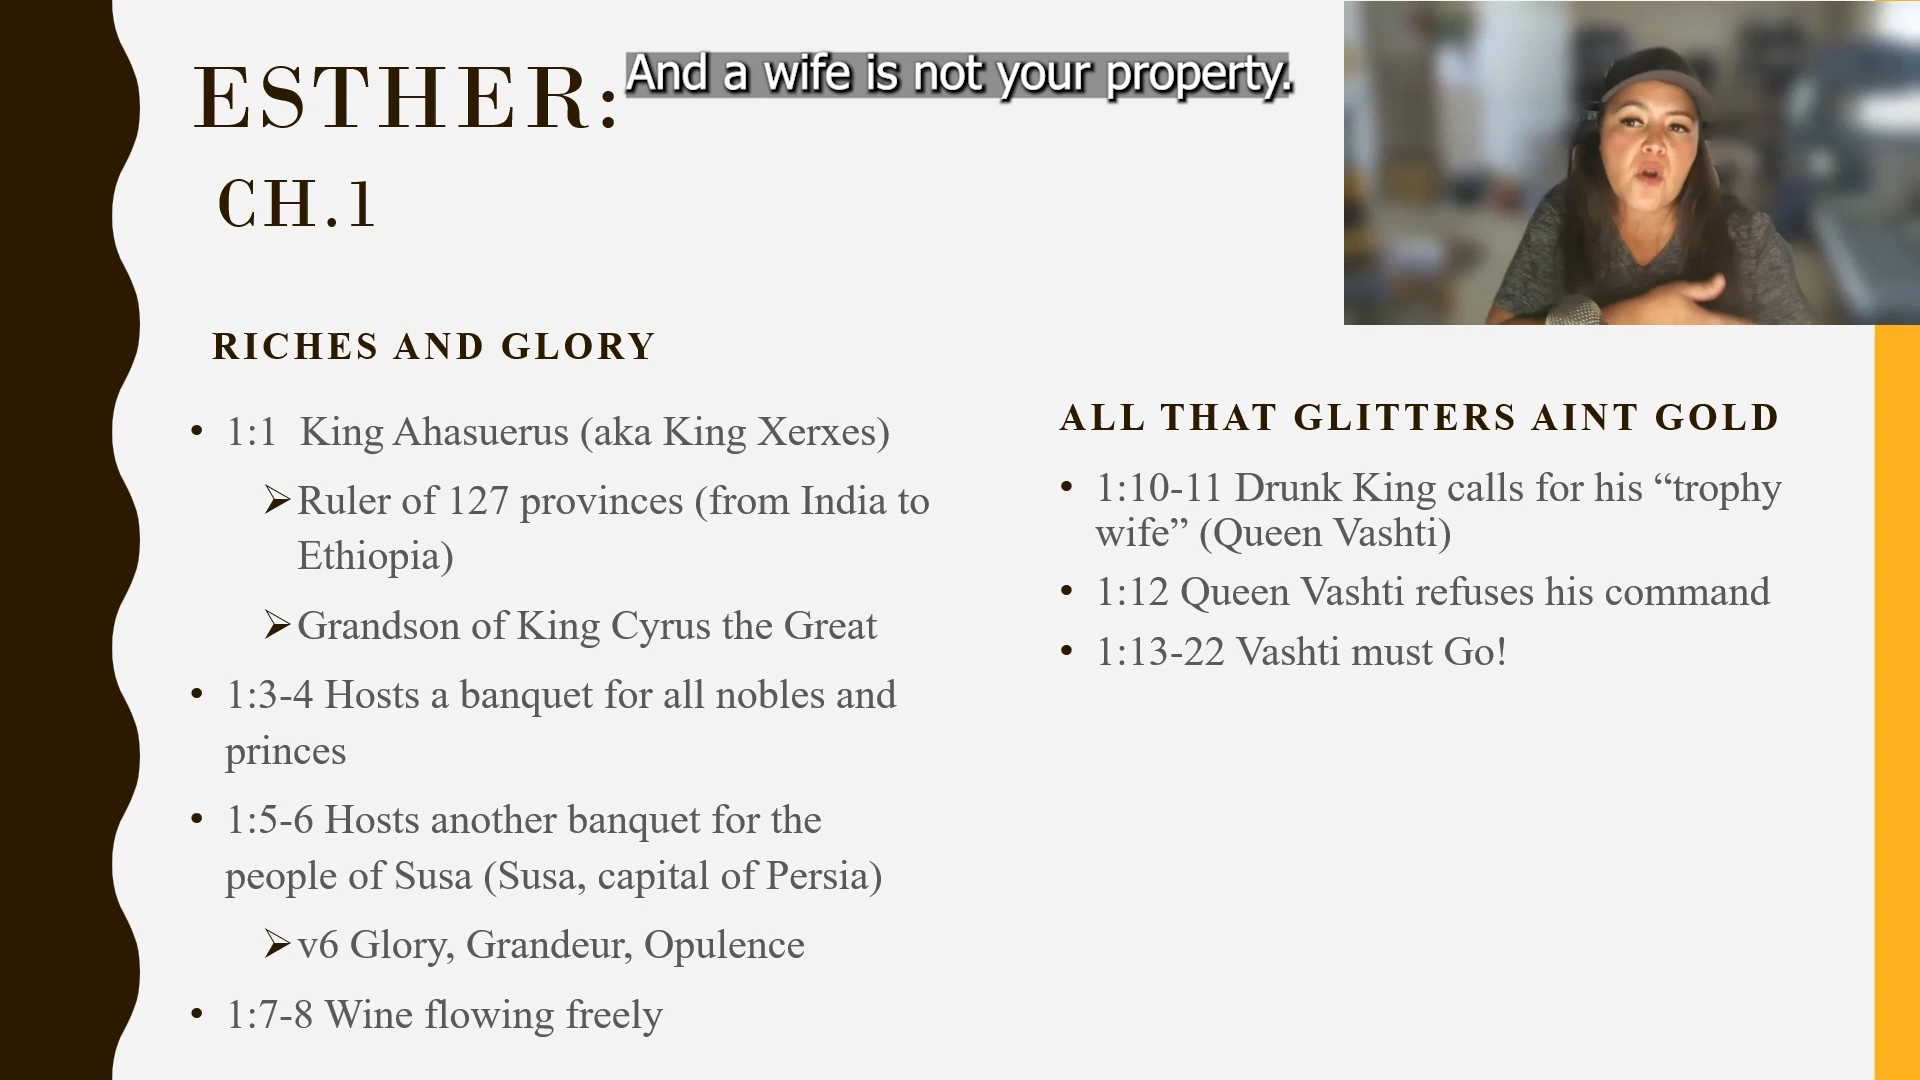 ESTHER:
And a wife is not your property.
CH.1
RICHES AND GLORY
• 1:1 King Ahasuerus (aka King Xerxes)
➢Ruler of 127 provinces (from India to
Ethiopia)
➢Grandson of King Cyrus the Great
• 1:3-4 Hosts a banquet for all nobles and
princes
• 1:5-6 Hosts another banquet for the
people of Susa (Susa, capital of Persia)
➢v6 Glory, Grandeur, Opulence
• 1:7-8 Wine flowing freely
ALL THAT GLITTERS AINT GOLD
• 1:10-11 Drunk King calls for his “trophy
wife” (Queen Vashti)
• 1:12 Queen Vashti refuses his command
• 1:13-22 Vashti must Go!